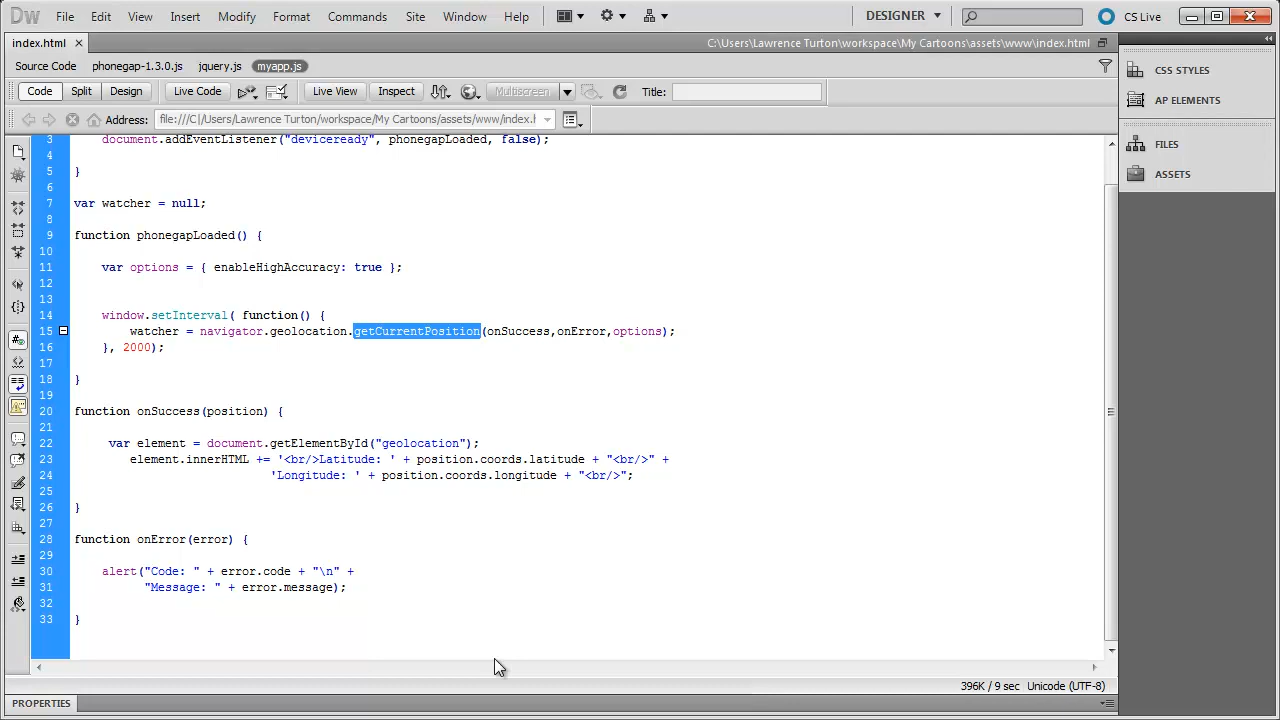 Dw File Edit View Insert Modify Format Commands Site Window Help DESIGNER CS Live
index.html C:\Users\Lawrence Turton\workspace\My Cartoons\assets\www\index.html
Source Code phonegap-1.3.0.js jquery.js myapp.js
Code Split Design Live Code Live View Inspect Multiscreen Title:
Address: file:///C|/Users/Lawrence Turton/workspace/My Cartoons/assets/www/index.h
3 document.addEventListener("deviceready", phonegapLoaded, false);
4
5 }
6
7 var watcher = null;
8
9 function phonegapLoaded() {
10
11 var options = { enableHighAccuracy: true };
12
13
14 window.setInterval( function() {
15 watcher = navigator.geolocation.getCurrentPosition(onSuccess,onError,options);
16 }, 2000);
17
18 }
19
20 function onSuccess(position) {
21
22 var element = document.getElementById("geolocation");
23 element.innerHTML += '<br/>Latitude: ' + position.coords.latitude + "<br/>" +
24 'Longitude: ' + position.coords.longitude + "<br/>";
25
26 }
27
28 function onError(error) {
29
30 alert("Code: " + error.code + "\n" +
31 "Message: " + error.message);
32
33 }
396K / 9 sec Unicode (UTF-8)
PROPERTIES
CSS STYLES
AP ELEMENTS
FILES
ASSETS